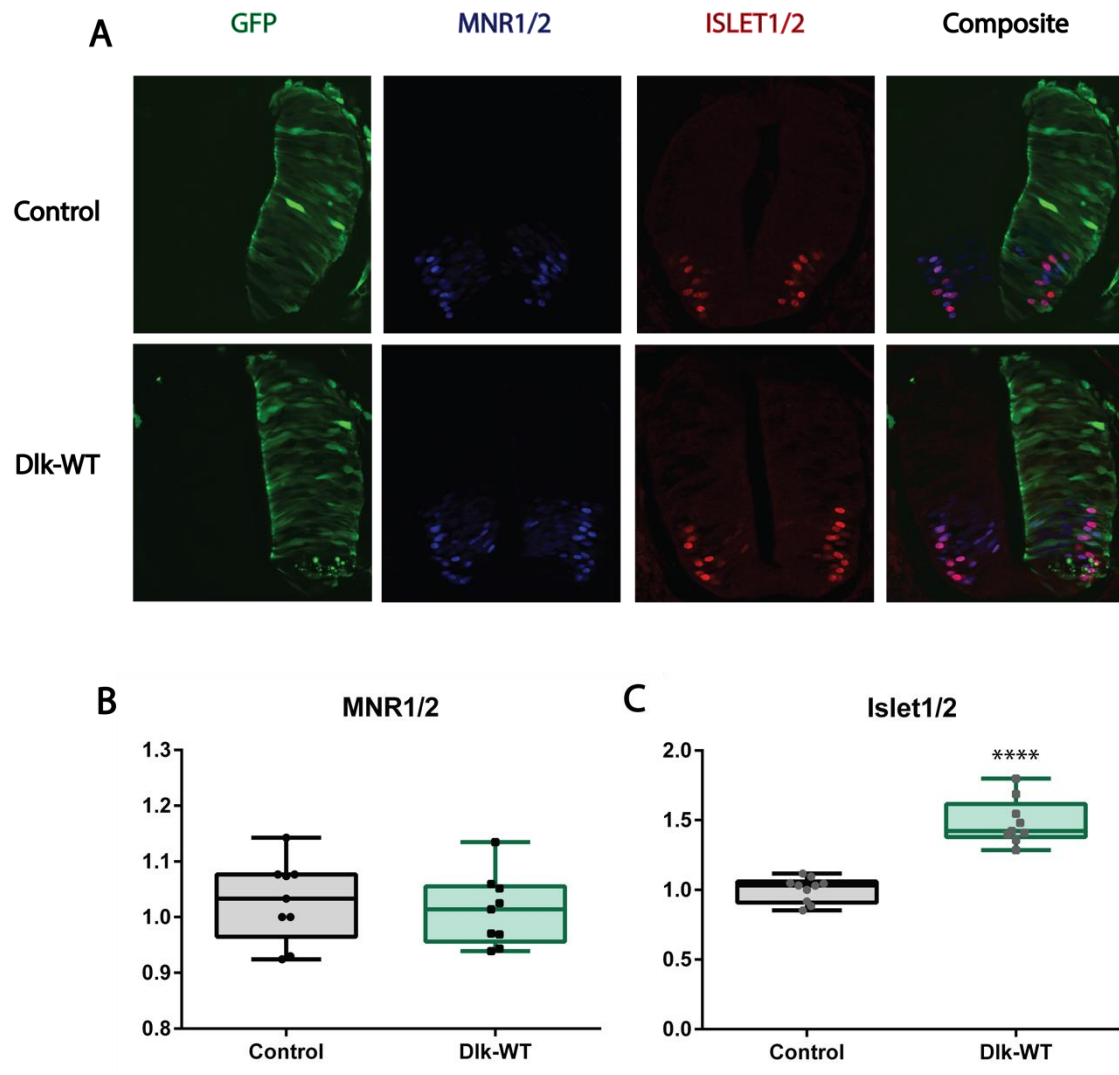 A
GFP
MNR1/2
ISLET1/2
Composite
Control
Dlk-WT
B
MNR1/2
1.3
1.2
1.1
1.0
0.9
0.8
Control
Dlk-WT
C
Islet1/2
2.0
1.5
1.0
0.5
0.0
****
Control
Dlk-WT